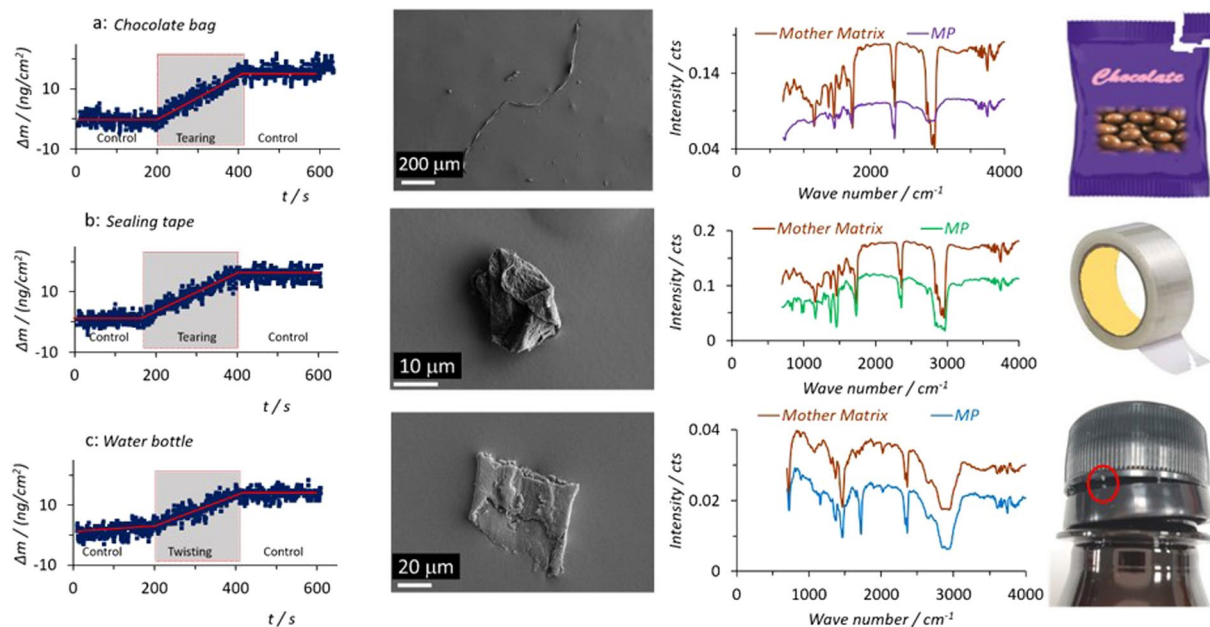 a: Chocolate bag
Δm / (ng/cm²)
10
-10
Control
Tearing
Control
0
200
400
600
t / s
200 μm
Intensity / cts
Mother Matrix
MP
0.14
0.04
0
1000
2000
3000
4000
Wave number / cm⁻¹
Chocolate
b: Sealing tape
Δm / (ng/cm²)
10
-10
Control
Tearing
Control
0
200
400
600
t / s
10 μm
Intensity / cts
Mother Matrix
MP
0.2
0.1
0
0
1000
2000
3000
4000
Wave number / cm⁻¹
c: Water bottle
Δm / (ng/cm²)
10
-10
Control
Twisting
Control
0
200
400
600
t / s
20 μm
Intensity / cts
Mother Matrix
MP
0.04
0.02
0
0
1000
2000
3000
4000
Wave number / cm⁻¹